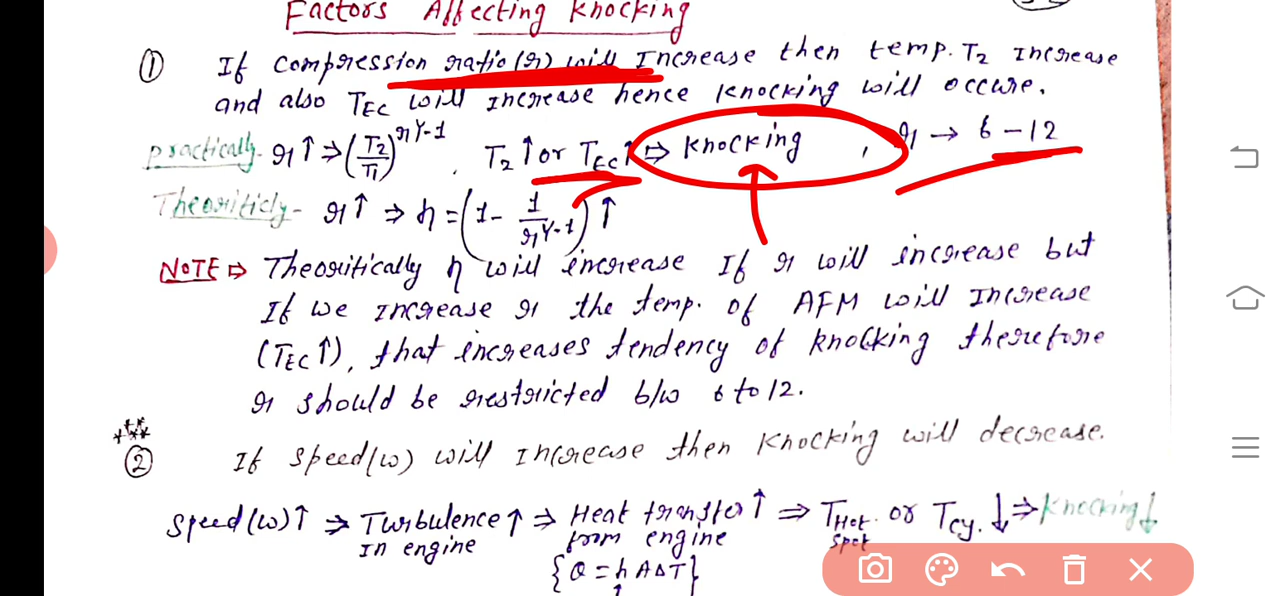 Factors Affecting Knocking
① If compression ratio (r) will Increase then temp. T2 Increase
and also TEC will increase hence Knocking will occure.
practically- r↑ ⇒ (T2/T1)^rγ-1, T2↑ or TEC↑ ⇒ Knocking, r → 6-12
Theoriticly- r↑ ⇒ η = (1 - 1/r^γ-1)↑
NOTE ⇒ Theoritically η will increase If r will increase but
If we increase r the temp. of AFM will Increase
(TEC↑), that increases tendency of knocking therefore
r should be restricted b/w 6 to 12.
② If speed(ω) will Increase then Knocking will decrease.
Speed(ω)↑ ⇒ Turbulence↑ ⇒ Heat transfer↑ ⇒ THot. or Tcy.↓ ⇒ Knocking↓
In engine from engine spot
{Q = hAΔT}